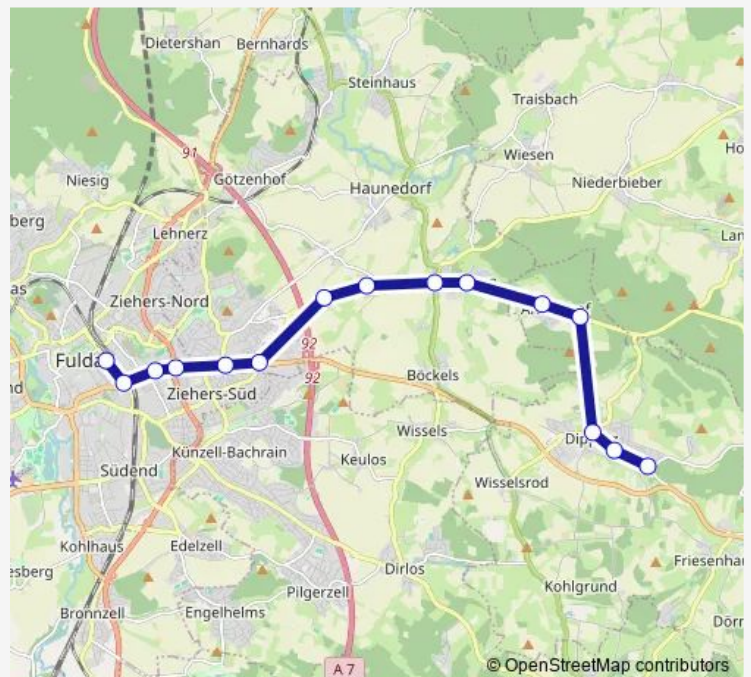 Dietershan
Bernhards
Steinhaus
Traisbach
91
Wiesen
Niesig
Götzenhof
Haunedorf
Niederbieber
berg
Lehnerz
Lan
as
Ziehers-Nord
Fulda
92
92
Böckels
Ziehers-Süd
Wissels
Künzell-Bachrain
Keulos
Südend
Wisselsrod
Kohlhaus
Edelzell
Friesenhau
esberg
Dirlos
Pilgerzell
Kohlgrund
Bronnzell
Engelhelms
Dörr
A 7
© OpenStreetMap contributors